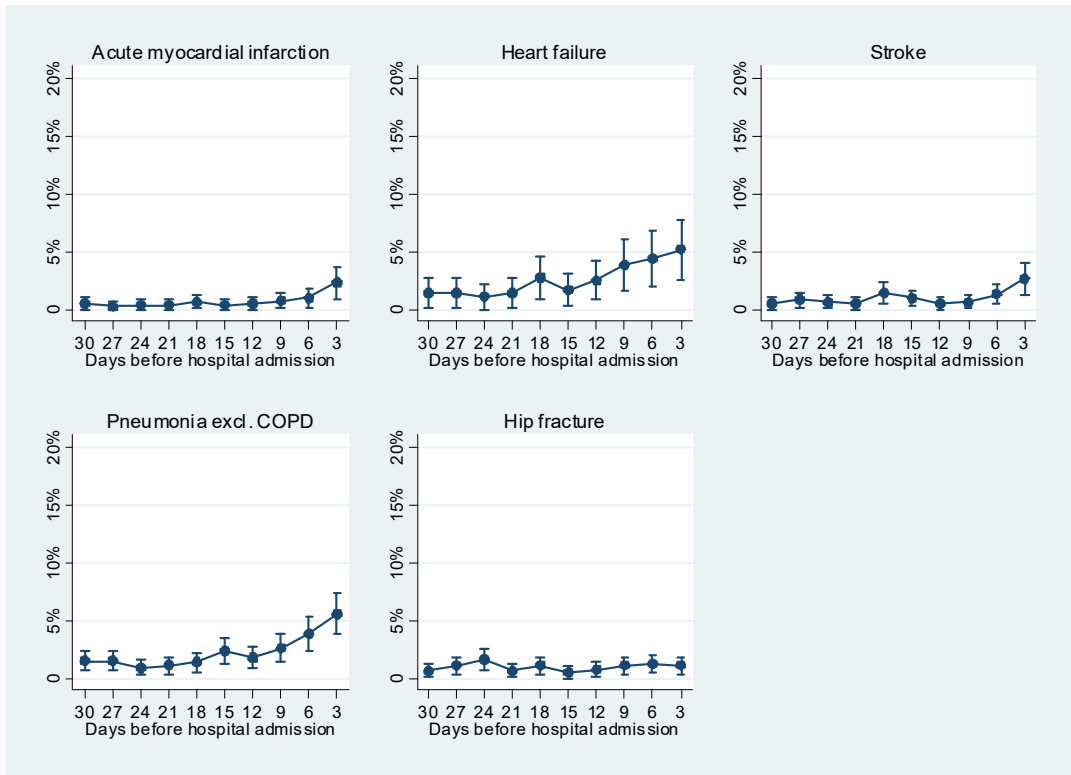 Acute myocardial infarction
20%
15%
10%
5%
0
30 27 24 21 18 15 12 9 6 3
Days before hospital admission
Heart failure
20%
15%
10%
5%
0
30 27 24 21 18 15 12 9 6 3
Days before hospital admission
Stroke
20%
15%
10%
5%
0
30 27 24 21 18 15 12 9 6 3
Days before hospital admission
Pneumonia excl. COPD
20%
15%
10%
5%
0
30 27 24 21 18 15 12 9 6 3
Days before hospital admission
Hip fracture
20%
15%
10%
5%
0
30 27 24 21 18 15 12 9 6 3
Days before hospital admission